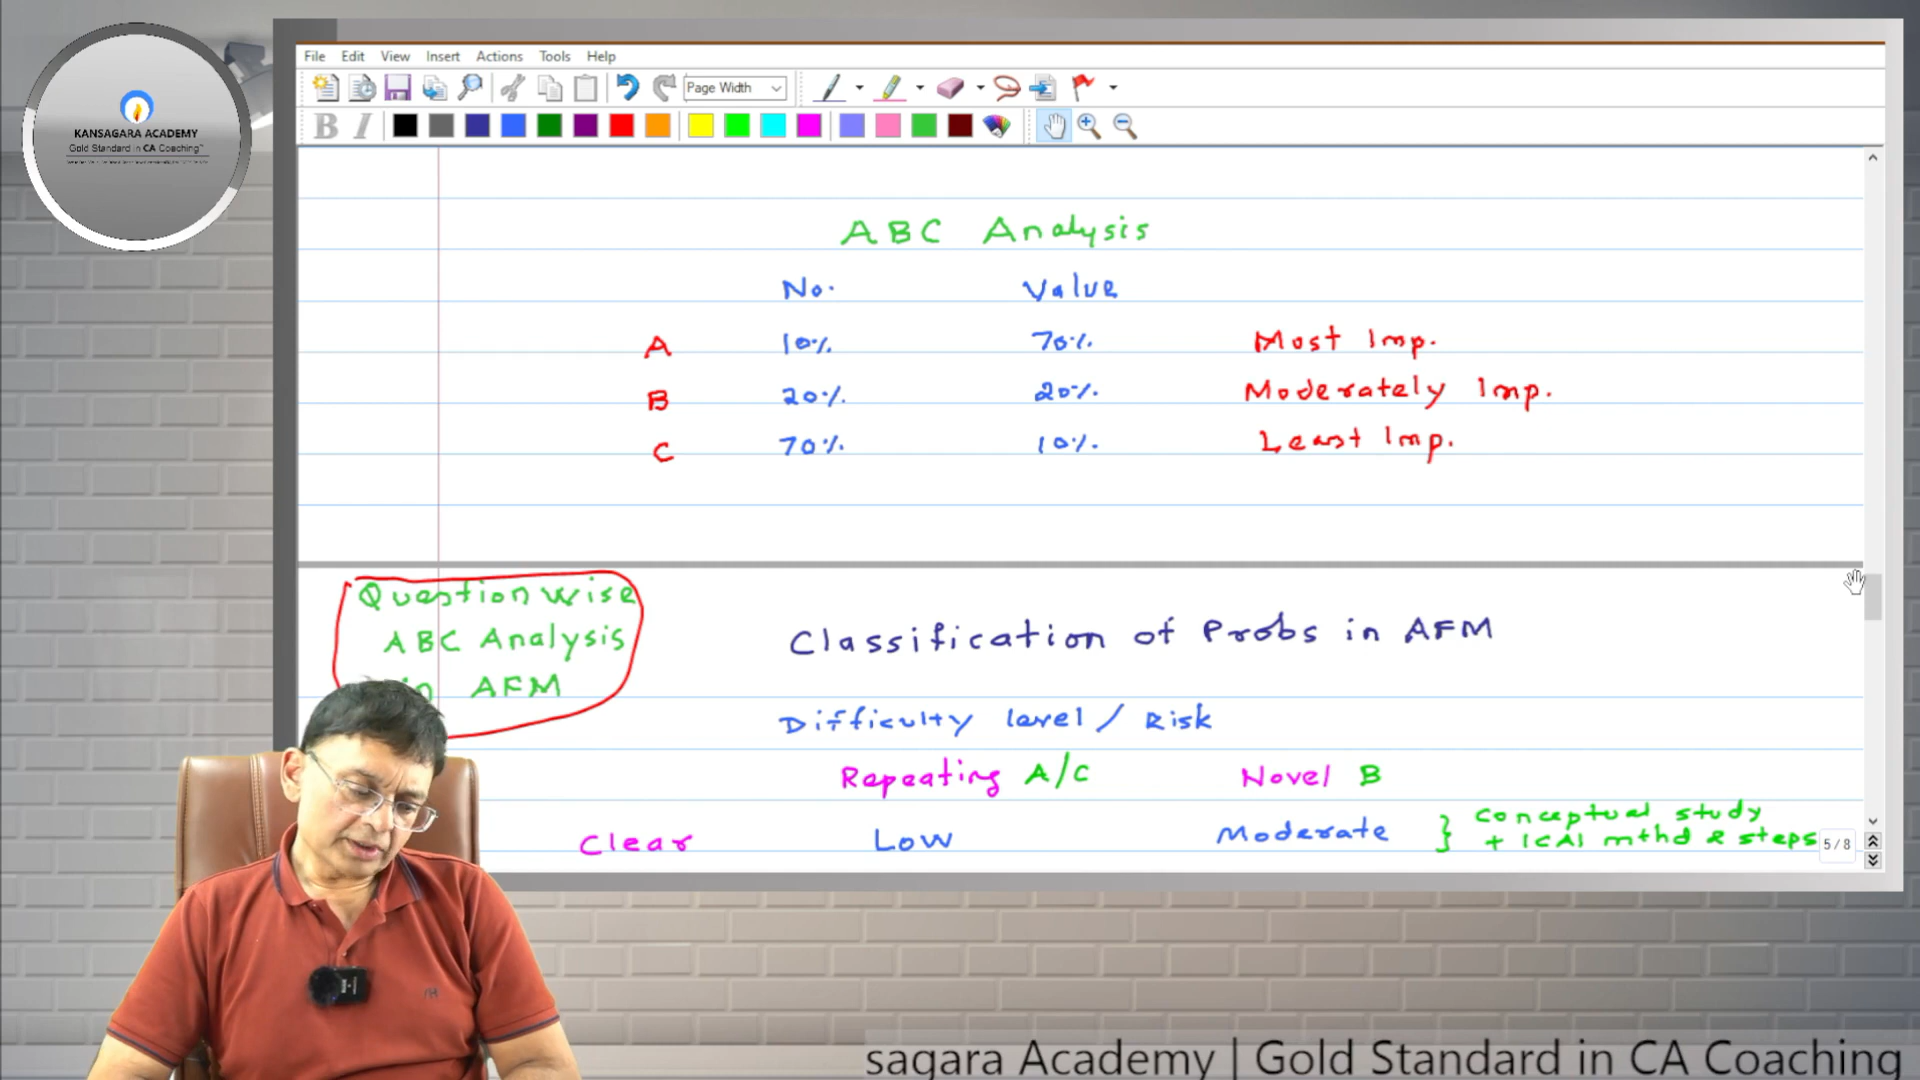 KANSAGARA ACADEMY
Gold Standard in CA Coaching™
File Edit View Insert Actions Tools Help
Page Width
B I
ABC Analysis
No. Value
A 10% 70% Most Imp.
B 20% 20% Moderately Imp.
C 70% 10% Least Imp.
Questionwise
ABC Analysis
in AFM
Classification of Probs in AFM
Difficulty level / Risk
Repeating A/C Novel B
Clear Low Moderate } Conceptual study
+ ICAI mthd & steps
5 / 8
sagara Academy | Gold Standard in CA Coaching